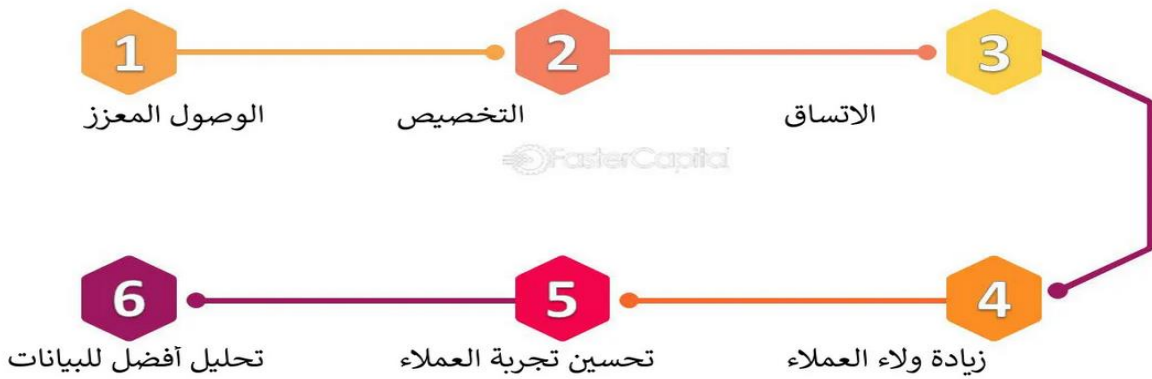 1
الوصول المعزز
2
التخصيص
3
الاتساق
FasterCapital
4
زيادة ولاء العملاء
5
تحسين تجربة العملاء
6
تحليل أفضل للبيانات